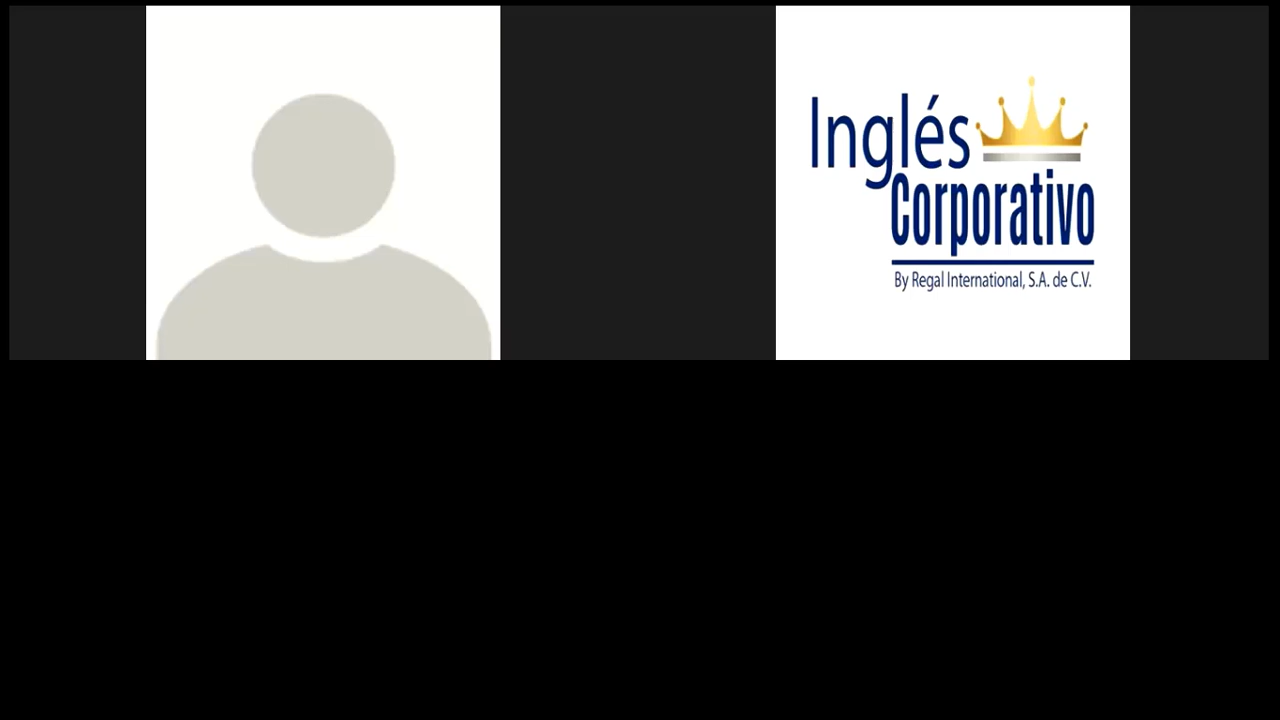 Inglés
Corporativo
By Regal International, S.A. de C.V.